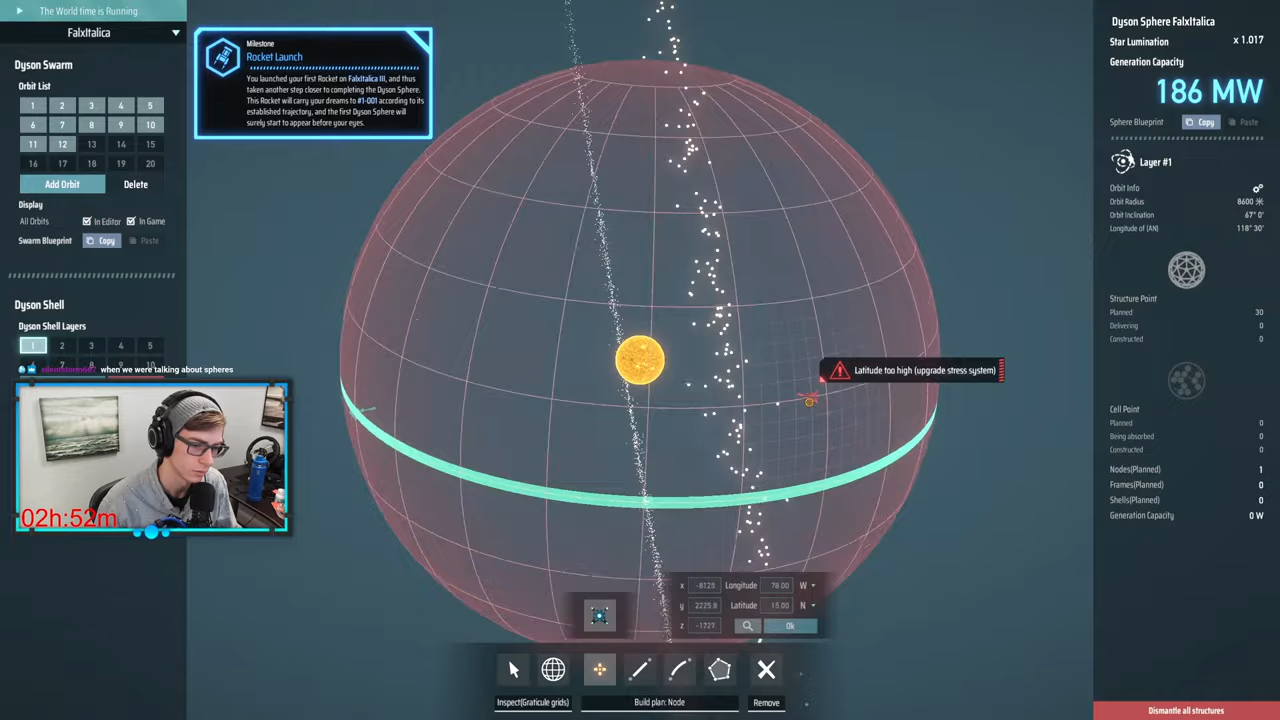 The World time is Running
FalxItalica
Dyson Swarm
Orbit List
1 2 3 4 5
6 7 8 9 10
11 12 13 14 15
16 17 18 19 20
Add Orbit Delete
Display
All Orbits In Editor In Game
Swarm Blueprint Copy Paste
Dyson Shell
Dyson Shell Layers
1 2 3 4 5
silentstorm667 when we were talking about spheres
02h:52m
Milestone
Rocket Launch
You launched your first Rocket on FalxItalica III, and thus
taken another step closer to completing the Dyson Sphere.
This Rocket will carry your dreams to #1-001 according to its
established trajectory, and the first Dyson Sphere will
surely start to appear before your eyes.
Latitude too high (upgrade stress system)
x -8125 Longitude 78.00 W
y 2225.8 Latitude 15.00 N
z -1727 Ok
Inspect(Graticule grids) Build plan: Node Remove
Dyson Sphere FalxItalica
Star Lumination x 1.017
Generation Capacity
186 MW
Sphere Blueprint Copy Paste
Layer #1
Orbit Info
Orbit Radius 8600 米
Orbit Inclination 67° 0'
Longitude of (AN) 118° 30'
Structure Point
Planned 30
Delivering 0
Constructed 0
Cell Point
Planned 0
Being absorbed 0
Constructed 0
Nodes(Planned) 1
Frames(Planned) 0
Shells(Planned) 0
Generation Capacity 0 W
Dismantle all structures